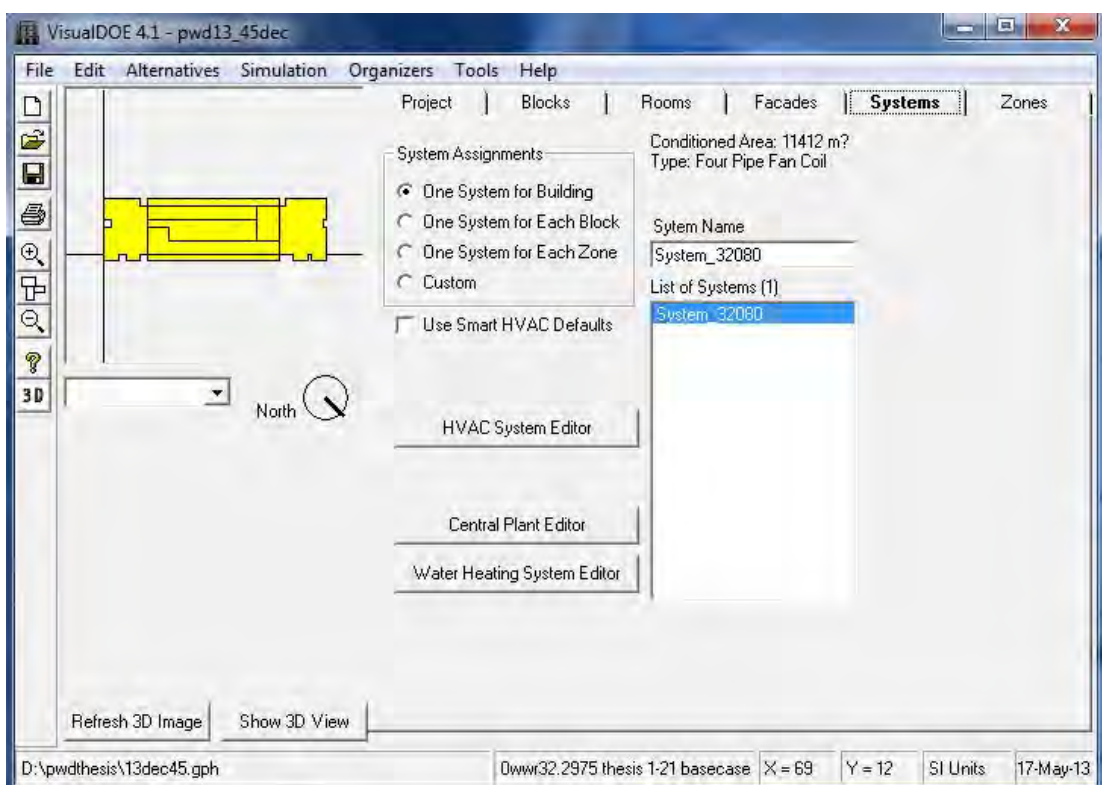 VisualDOE 4.1 - pwd13_45dec
File Edit Alternatives Simulation Organizers Tools Help
Project | Blocks | Rooms | Facades | Systems | Zones
System Assignments
One System for Building
One System for Each Block
One System for Each Zone
Custom
Use Smart HVAC Defaults
Conditioned Area: 11412 m?
Type: Four Pipe Fan Coil
Sytem Name
System_32080
List of Systems (1)
System_32080
3D
North
HVAC System Editor
Central Plant Editor
Water Heating System Editor
Refresh 3D Image
Show 3D View
D:\pwdthesis\13dec45.gph
0wwr32.2975 thesis 1-21 basecase
X = 69
Y = 12
SI Units
17-May-13